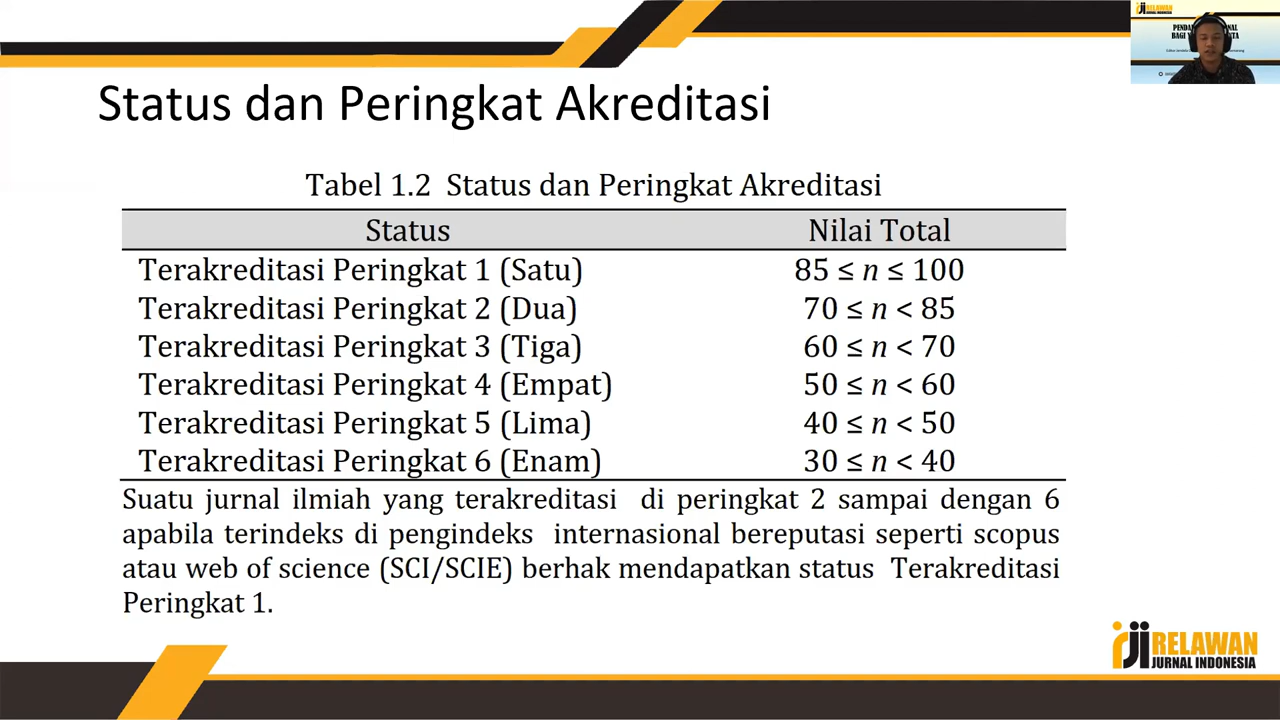 RELAWAN
JURNAL INDONESIA
Status dan Peringkat Akreditasi
Tabel 1.2 Status dan Peringkat Akreditasi
Status Nilai Total
Terakreditasi Peringkat 1 (Satu) 85 ≤ n ≤ 100
Terakreditasi Peringkat 2 (Dua) 70 ≤ n < 85
Terakreditasi Peringkat 3 (Tiga) 60 ≤ n < 70
Terakreditasi Peringkat 4 (Empat) 50 ≤ n < 60
Terakreditasi Peringkat 5 (Lima) 40 ≤ n < 50
Terakreditasi Peringkat 6 (Enam) 30 ≤ n < 40
Suatu jurnal ilmiah yang terakreditasi di peringkat 2 sampai dengan 6
apabila terindeks di pengindeks internasional bereputasi seperti scopus
atau web of science (SCI/SCIE) berhak mendapatkan status Terakreditasi
Peringkat 1.
RELAWAN
JURNAL INDONESIA